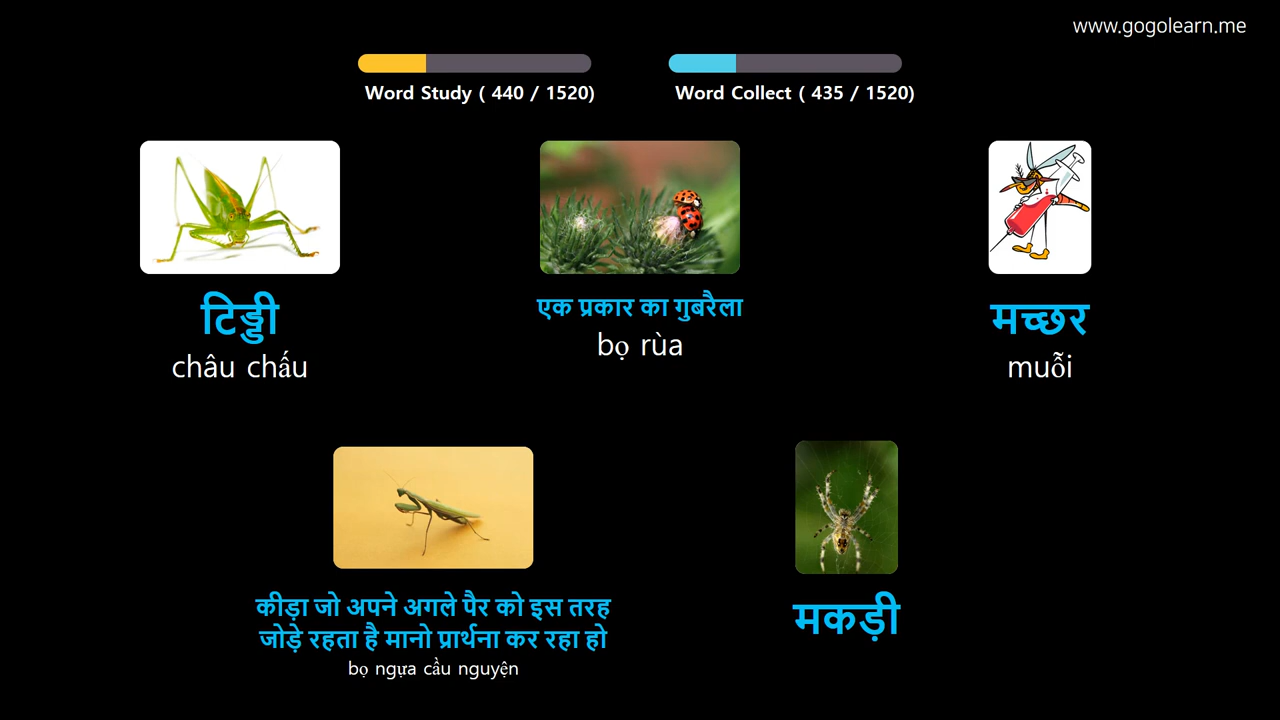 www.gogolearn.me
Word Study ( 440 / 1520)
Word Collect ( 435 / 1520)
टिड्डी
châu chấu
एक प्रकार का गुबरैला
bọ rùa
मच्छर
muỗi
कीड़ा जो अपने अगले पैर को इस तरह
जोड़े रहता है मानो प्रार्थना कर रहा हो
bọ ngựa cầu nguyện
मकड़ी